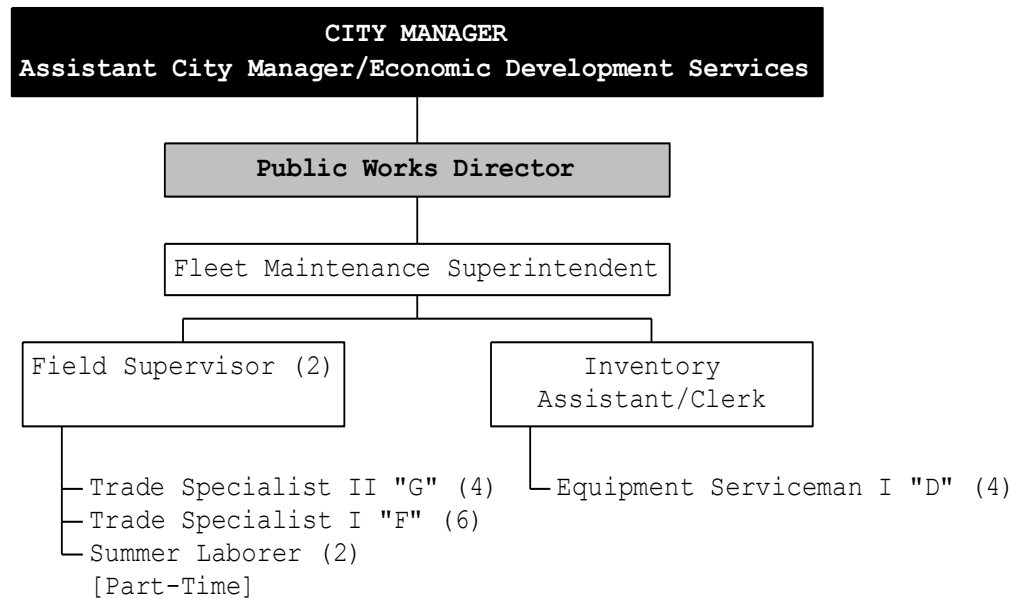 CITY MANAGER
Assistant City Manager/Economic Development Services
Public Works Director
Fleet Maintenance Superintendent
Field Supervisor (2)
Inventory
Assistant/Clerk
Trade Specialist II "G" (4)
Trade Specialist I "F" (6)
Summer Laborer (2)
[Part-Time]
Equipment Serviceman I "D" (4)